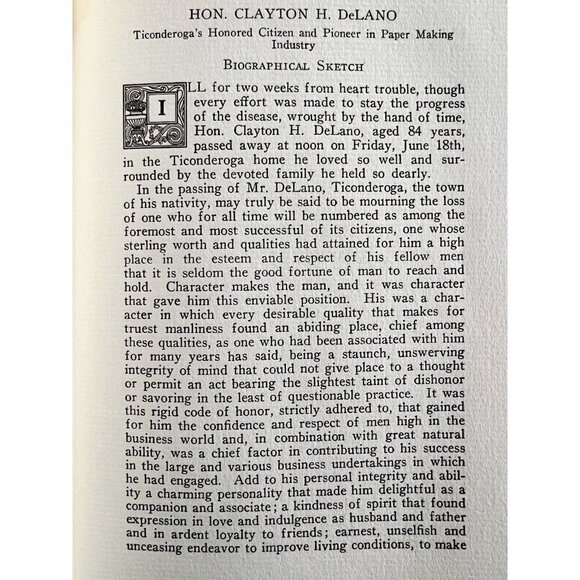 HON. CLAYTON H. DeLANO
Ticonderoga's Honored Citizen and Pioneer in Paper Making
Industry
Biographical Sketch
ILL for two weeks from heart trouble, though
every effort was made to stay the progress
of the disease, wrought by the hand of time,
Hon. Clayton H. DeLano, aged 84 years,
passed away at noon on Friday, June 18th,
in the Ticonderoga home he loved so well and sur-
rounded by the devoted family he held so dearly.
In the passing of Mr. DeLano, Ticonderoga, the town
of his nativity, may truly be said to be mourning the loss
of one who for all time will be numbered as among the
foremost and most successful of its citizens, one whose
sterling worth and qualities had attained for him a high
place in the esteem and respect of his fellow men
that it is seldom the good fortune of man to reach and
hold. Character makes the man, and it was character
that gave him this enviable position. His was a char-
acter in which every desirable quality that makes for
truest manliness found an abiding place, chief among
these qualities, as one who had been associated with him
for many years has said, being a staunch, unswerving
integrity of mind that could not give place to a thought
or permit an act bearing the slightest taint of dishonor
or savoring in the least of questionable practice. It was
this rigid code of honor, strictly adhered to, that gained
for him the confidence and respect of men high in the
business world and, in combination with great natural
ability, was a chief factor in contributing to his success
in the large and various business undertakings in which
he had engaged. Add to his personal integrity and abil-
ity a charming personality that made him delightful as a
companion and associate; a kindness of spirit that found
expression in love and indulgence as husband and father
and in ardent loyalty to friends; earnest, unselfish and
unceasing endeavor to improve living conditions, to make